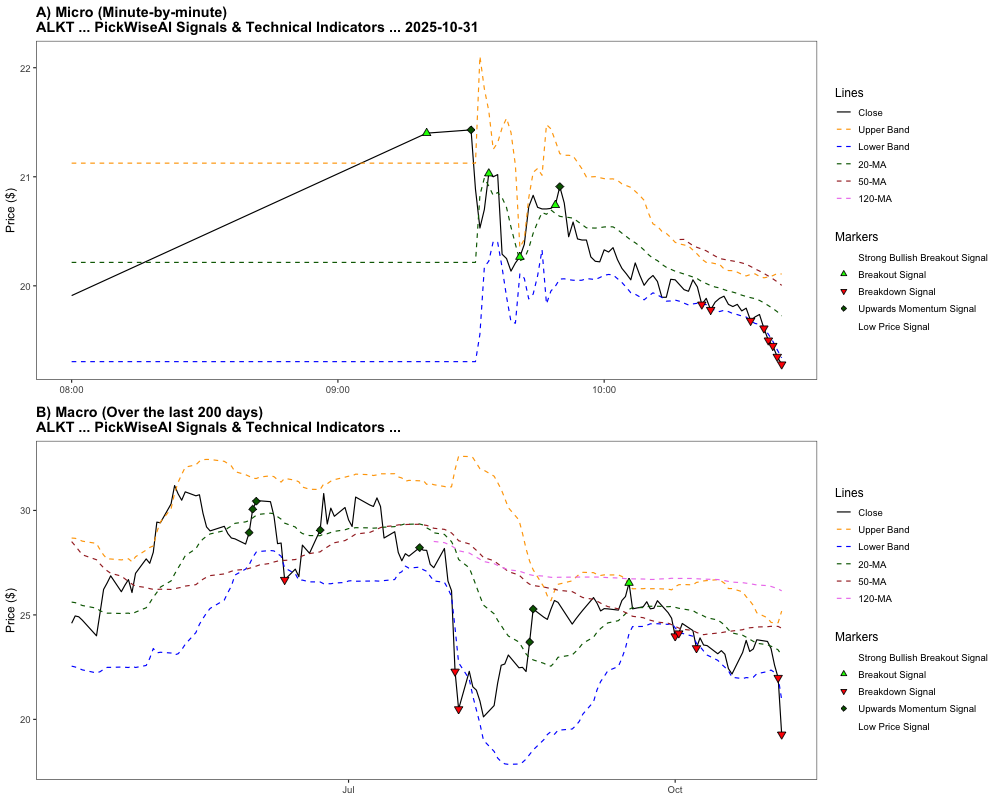 A) Micro (Minute-by-minute)
ALKT ... PickWiseAI Signals & Technical Indicators ... 2025-10-31
Price ($)
22
21
20
08:00
09:00
10:00
Lines
Close
Upper Band
Lower Band
20-MA
50-MA
120-MA
Markers
Strong Bullish Breakout Signal
Breakout Signal
Breakdown Signal
Upwards Momentum Signal
Low Price Signal
B) Macro (Over the last 200 days)
ALKT ... PickWiseAI Signals & Technical Indicators ...
Price ($)
30
25
20
Jul
Oct
Lines
Close
Upper Band
Lower Band
20-MA
50-MA
120-MA
Markers
Strong Bullish Breakout Signal
Breakout Signal
Breakdown Signal
Upwards Momentum Signal
Low Price Signal